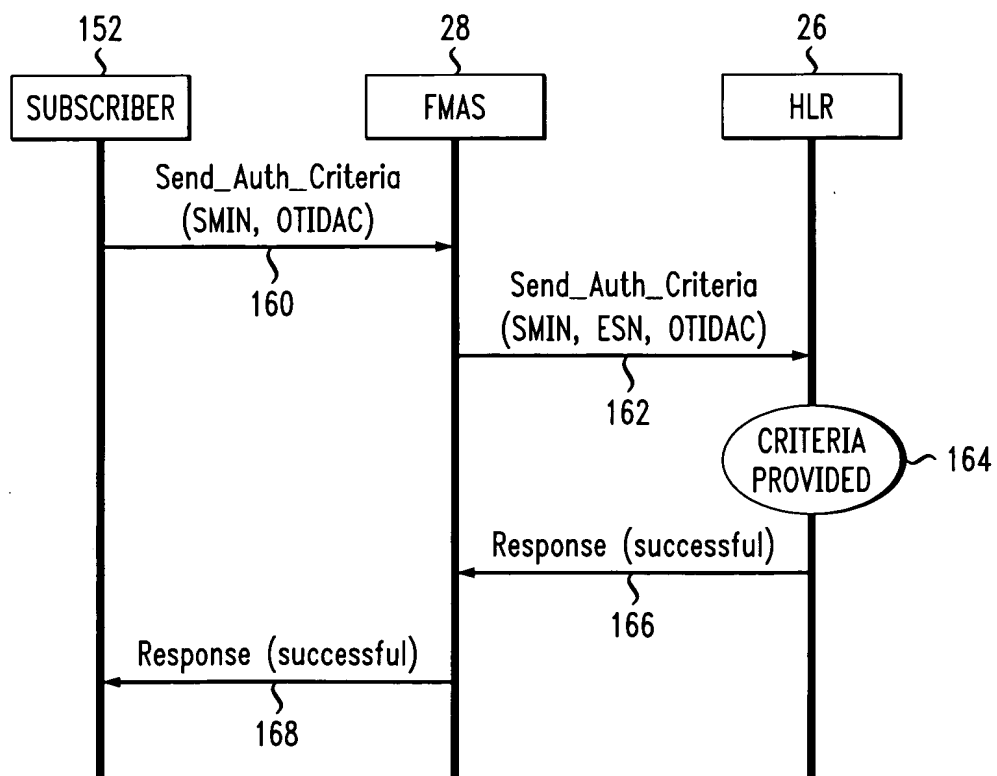 152
28
26
SUBSCRIBER
FMAS
HLR
Send_Auth_Criteria
(SMIN, OTIDAC)
160
Send_Auth_Criteria
(SMIN, ESN, OTIDAC)
162
CRITERIA
PROVIDED
164
Response (successful)
166
Response (successful)
168